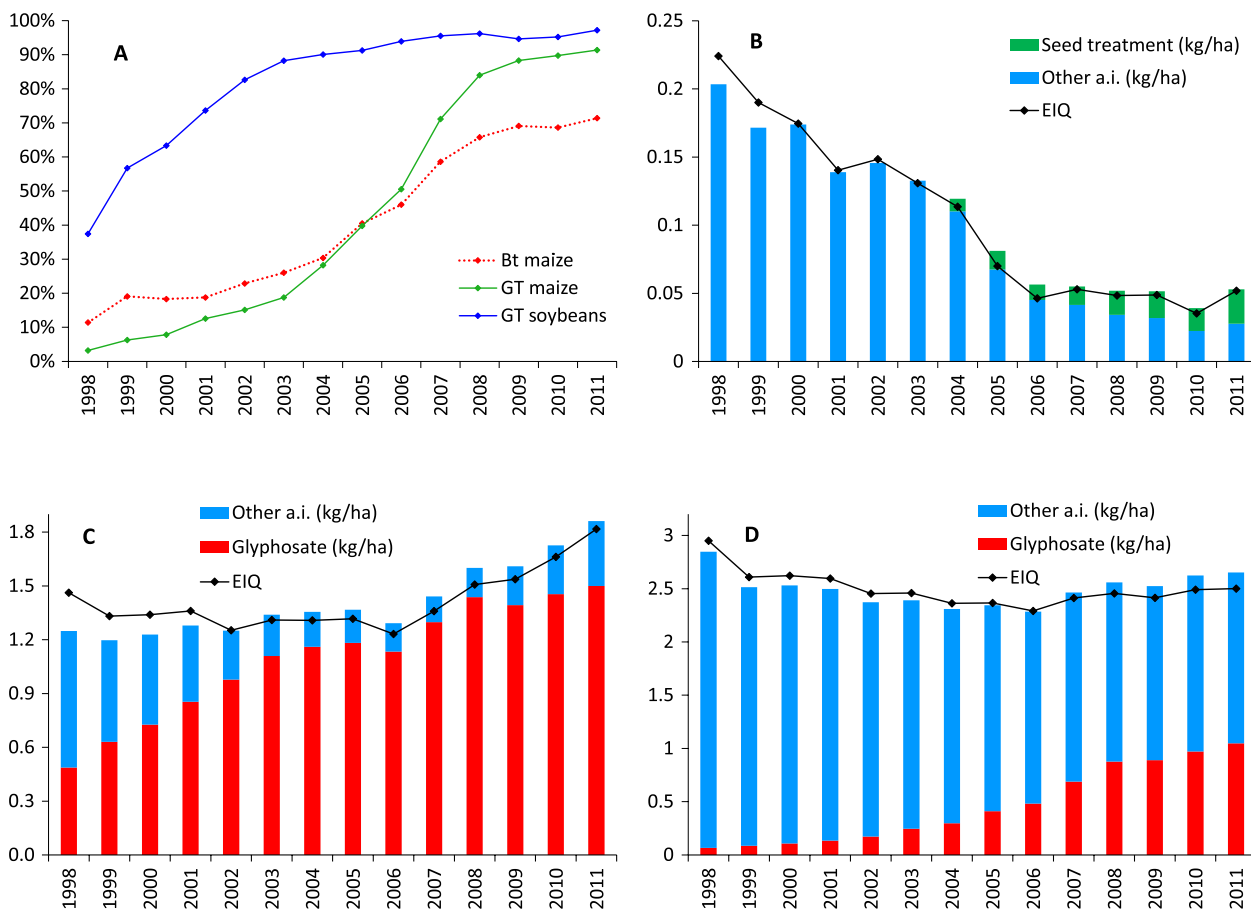 A
100%
90%
80%
70%
60%
50%
40%
30%
20%
10%
0%
Bt maize
GT maize
GT soybeans
1998 1999 2000 2001 2002 2003 2004 2005 2006 2007 2008 2009 2010 2011
B
0.25
0.2
0.15
0.1
0.05
0
Seed treatment (kg/ha)
Other a.i. (kg/ha)
EIQ
1998 1999 2000 2001 2002 2003 2004 2005 2006 2007 2008 2009 2010 2011
C
Other a.i. (kg/ha)
Glyphosate (kg/ha)
EIQ
1.8
1.5
1.2
0.9
0.6
0.3
0.0
1998 1999 2000 2001 2002 2003 2004 2005 2006 2007 2008 2009 2010 2011
D
Other a.i. (kg/ha)
Glyphosate (kg/ha)
EIQ
3
2.5
2
1.5
1
0.5
0
1998 1999 2000 2001 2002 2003 2004 2005 2006 2007 2008 2009 2010 2011